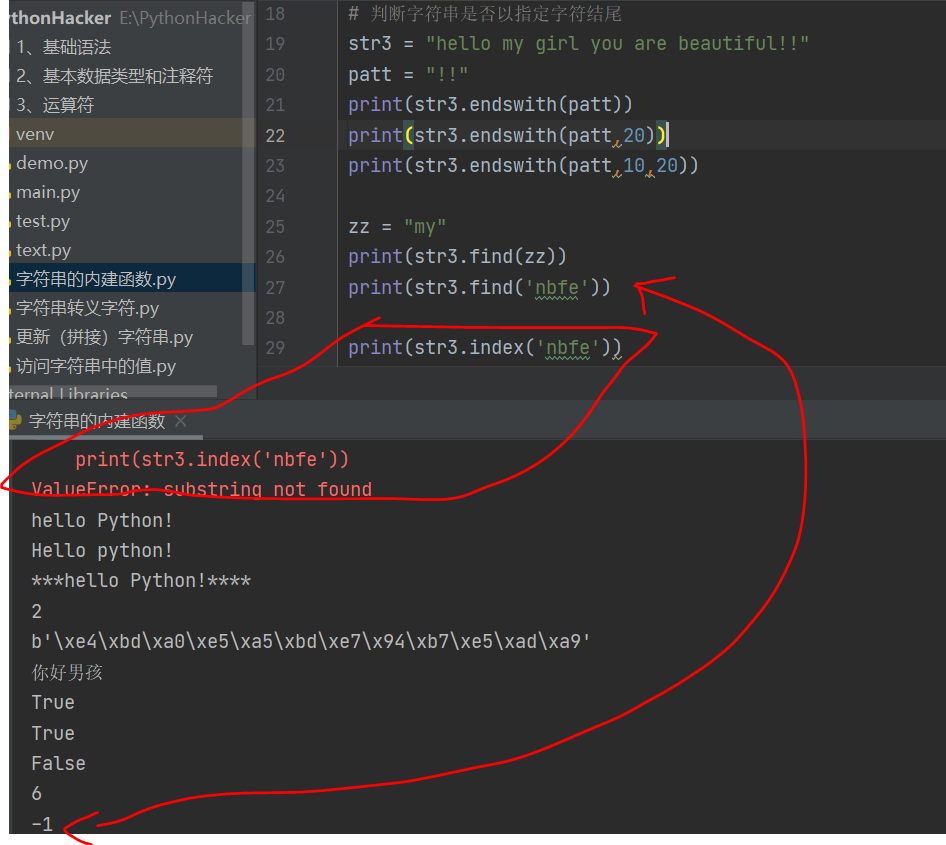 ythonHacker E:\PythonHacker
1、基础语法
2、基本数据类型和注释符
3、运算符
venv
demo.py
main.py
test.py
text.py
字符串的内建函数.py
字符串转义字符.py
更新（拼接）字符串.py
访问字符串中的值.py
ternal Libraries
18 # 判断字符串是否以指定字符结尾
19 str3 = "hello my girl you are beautiful!!"
20 patt = "!!"
21 print(str3.endswith(patt))
22 print(str3.endswith(patt,20))
23 print(str3.endswith(patt,10,20))
24
25 zz = "my"
26 print(str3.find(zz))
27 print(str3.find('nbfe'))
28
29 print(str3.index('nbfe'))
字符串的内建函数 ×
print(str3.index('nbfe'))
ValueError: substring not found
hello Python!
Hello python!
***hello Python!****
2
b'\xe4\xbd\xa0\xe5\xa5\xbd\xe7\x94\xb7\xe5\xad\xa9'
你好男孩
True
True
False
6
-1